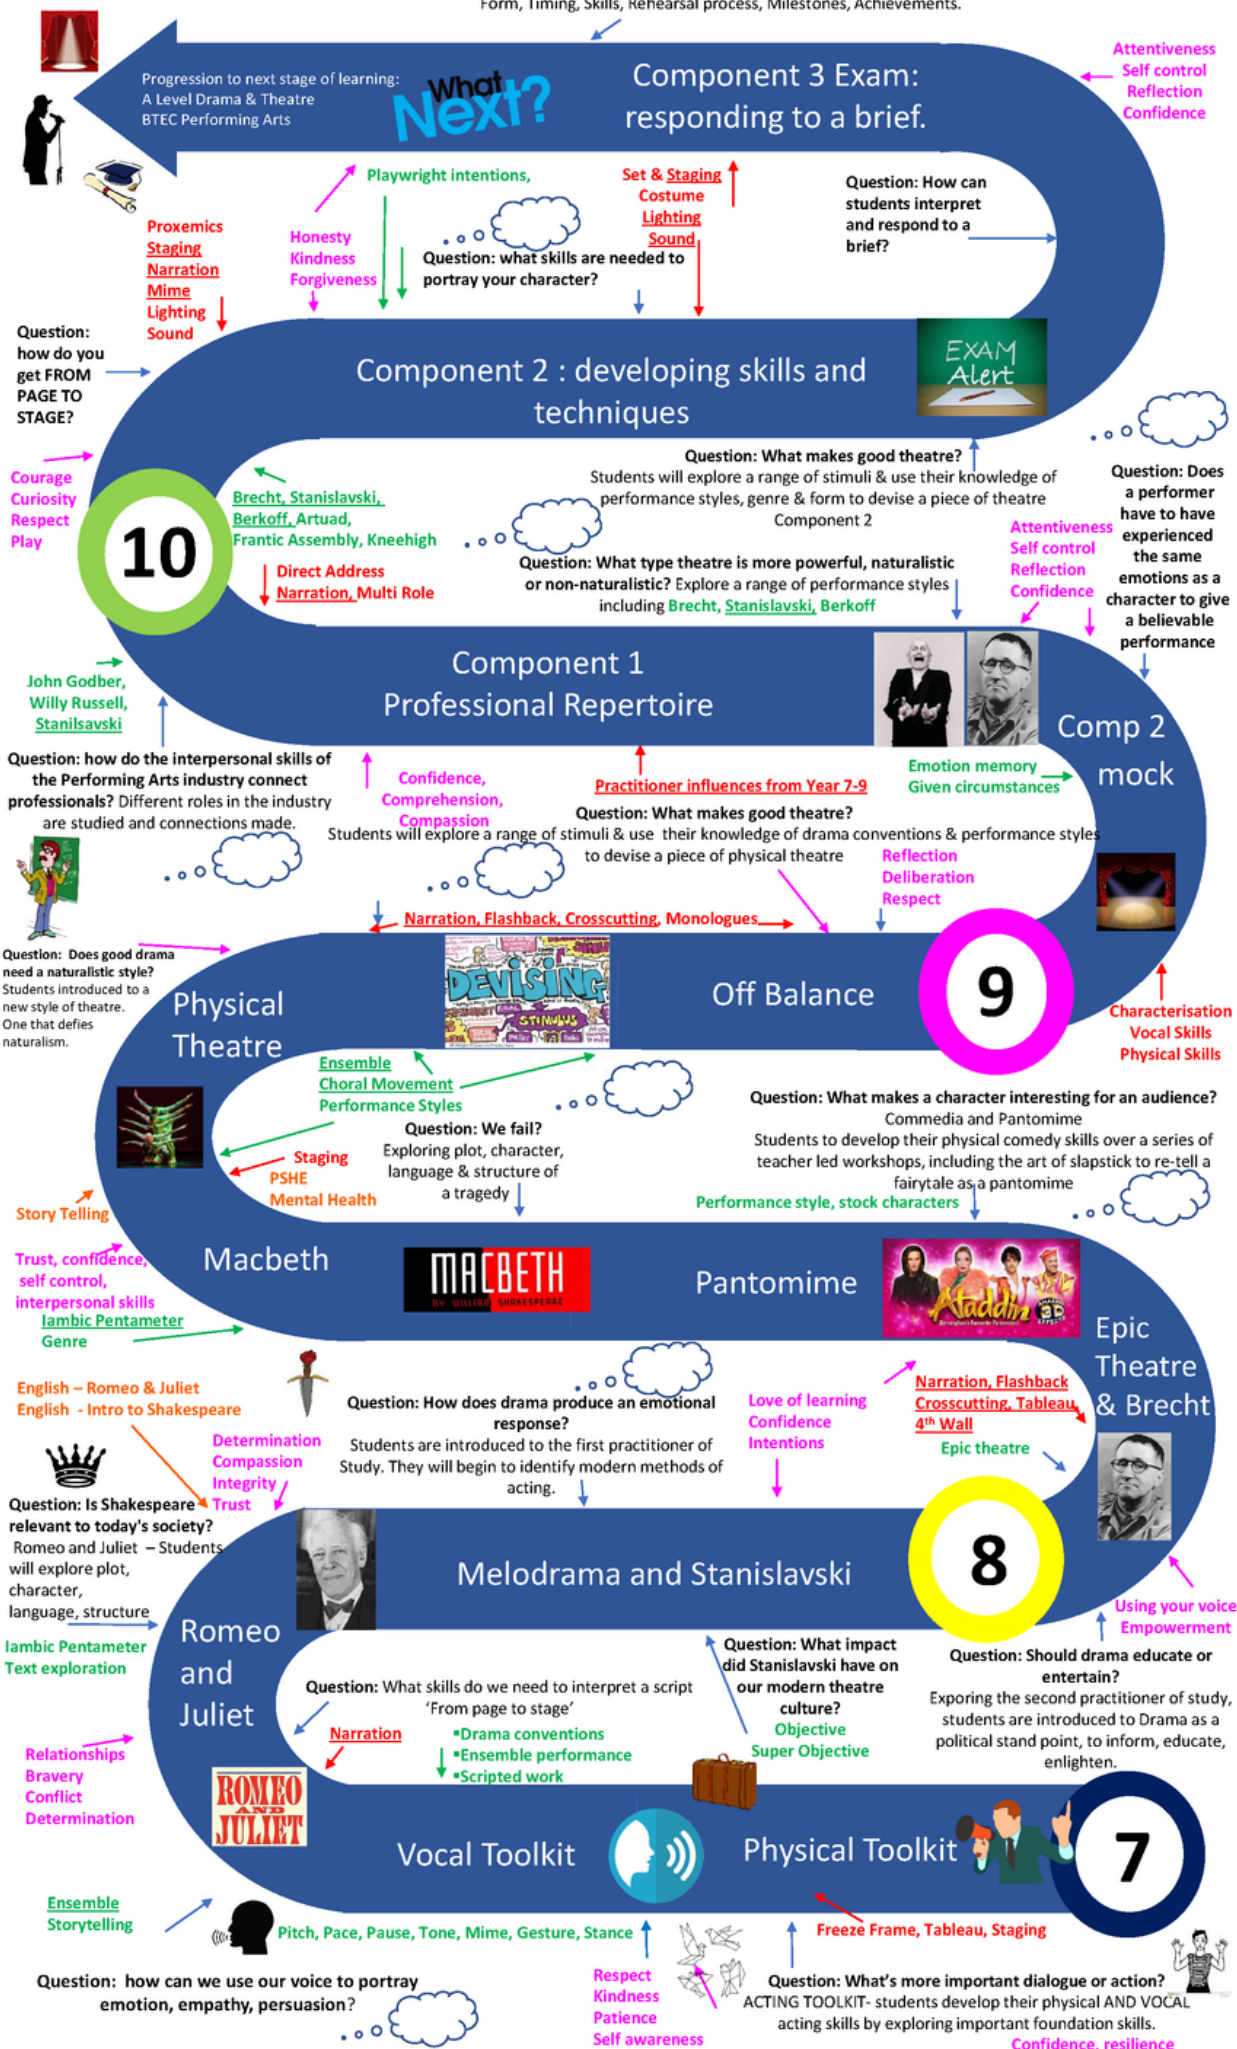 Form, Timing, Skills, Rehearsal process, Milestones, Achievements.
Progression to next stage of learning:
A Level Drama & Theatre
BTEC Performing Arts
What
Next?
Component 3 Exam:
responding to a brief.
Attentiveness
Self control
Reflection
Confidence
Playwright intentions,
Set & Staging
Costume
Lighting
Sound
Question: How can
students interpret
and respond to a
brief?
Proxemics
Staging
Narration
Mime
Lighting
Sound
Honesty
Kindness
Forgiveness
Question: what skills are needed to
portray your character?
Question:
how do you
get FROM
PAGE TO
STAGE?
Component 2 : developing skills and
techniques
EXAM
Alert
Courage
Curiosity
Respect
Play
10
Brecht, Stanislavski,
Berkoff, Artuad,
Frantic Assembly, Kneehigh
Direct Address
Narration, Multi Role
Question: What makes good theatre?
Students will explore a range of stimuli & use their knowledge of
performance styles, genre & form to devise a piece of theatre
Component 2
Question: What type theatre is more powerful, naturalistic
or non-naturalistic? Explore a range of performance styles
including Brecht, Stanislavski, Berkoff
Attentiveness
Self control
Reflection
Confidence
Question: Does
a performer
have to have
experienced
the same
emotions as a
character to give
a believable
performance
John Godber,
Willy Russell,
Stanilsavski
Component 1
Professional Repertoire
Comp 2
mock
Question: how do the interpersonal skills of
the Performing Arts industry connect
professionals? Different roles in the industry
are studied and connections made.
Confidence,
Comprehension,
Compassion
Practitioner influences from Year 7-9
Emotion memory
Given circumstances
Question: What makes good theatre?
Students will explore a range of stimuli & use their knowledge of drama conventions & performance styles
to devise a piece of physical theatre
Reflection
Deliberation
Respect
Narration, Flashback, Crosscutting, Monologues
Question: Does good drama
need a naturalistic style?
Students introduced to a
new style of theatre.
One that defies
naturalism.
Physical
Theatre
DEVISING
STIMULUS
Off Balance
9
Characterisation
Vocal Skills
Physical Skills
Ensemble
Choral Movement
Performance Styles
Staging
PSHE
Mental Health
Question: We fail?
Exploring plot, character,
language & structure of
a tragedy
Question: What makes a character interesting for an audience?
Commedia and Pantomime
Students to develop their physical comedy skills over a series of
teacher led workshops, including the art of slapstick to re-tell a
fairytale as a pantomime
Performance style, stock characters
Story Telling
Trust, confidence,
self control,
interpersonal skills
Iambic Pentameter
Genre
Macbeth
MACBETH
BY WILLIAM SHAKESPEARE
Pantomime
Aladdin
3D
Epic
Theatre
& Brecht
English – Romeo & Juliet
English - Intro to Shakespeare
Determination
Compassion
Integrity
Trust
Question: How does drama produce an emotional
response?
Students are introduced to the first practitioner of
Study. They will begin to identify modern methods of
acting.
Love of learning
Confidence
Intentions
Narration, Flashback
Crosscutting, Tableau,
4th Wall
Epic theatre
Question: Is Shakespeare
relevant to today's society?
Romeo and Juliet – Students
will explore plot,
character,
language, structure
Iambic Pentameter
Text exploration
Melodrama and Stanislavski
8
Using your voice
Empowerment
Romeo
and
Juliet
Question: What skills do we need to interpret a script
‘From page to stage’
Narration
▪Drama conventions
▪Ensemble performance
▪Scripted work
Question: What impact
did Stanislavski have on
our modern theatre
culture?
Objective
Super Objective
Question: Should drama educate or
entertain?
Exporing the second practitioner of study,
students are introduced to Drama as a
political stand point, to inform, educate,
enlighten.
Relationships
Bravery
Conflict
Determination
ROMEO
AND
JULIET
Vocal Toolkit
Physical Toolkit
7
Ensemble
Storytelling
Pitch, Pace, Pause, Tone, Mime, Gesture, Stance
Freeze Frame, Tableau, Staging
Question: how can we use our voice to portray
emotion, empathy, persuasion?
Respect
Kindness
Patience
Self awareness
Question: What's more important dialogue or action?
ACTING TOOLKIT- students develop their physical AND VOCAL
acting skills by exploring important foundation skills.
Confidence, resilience